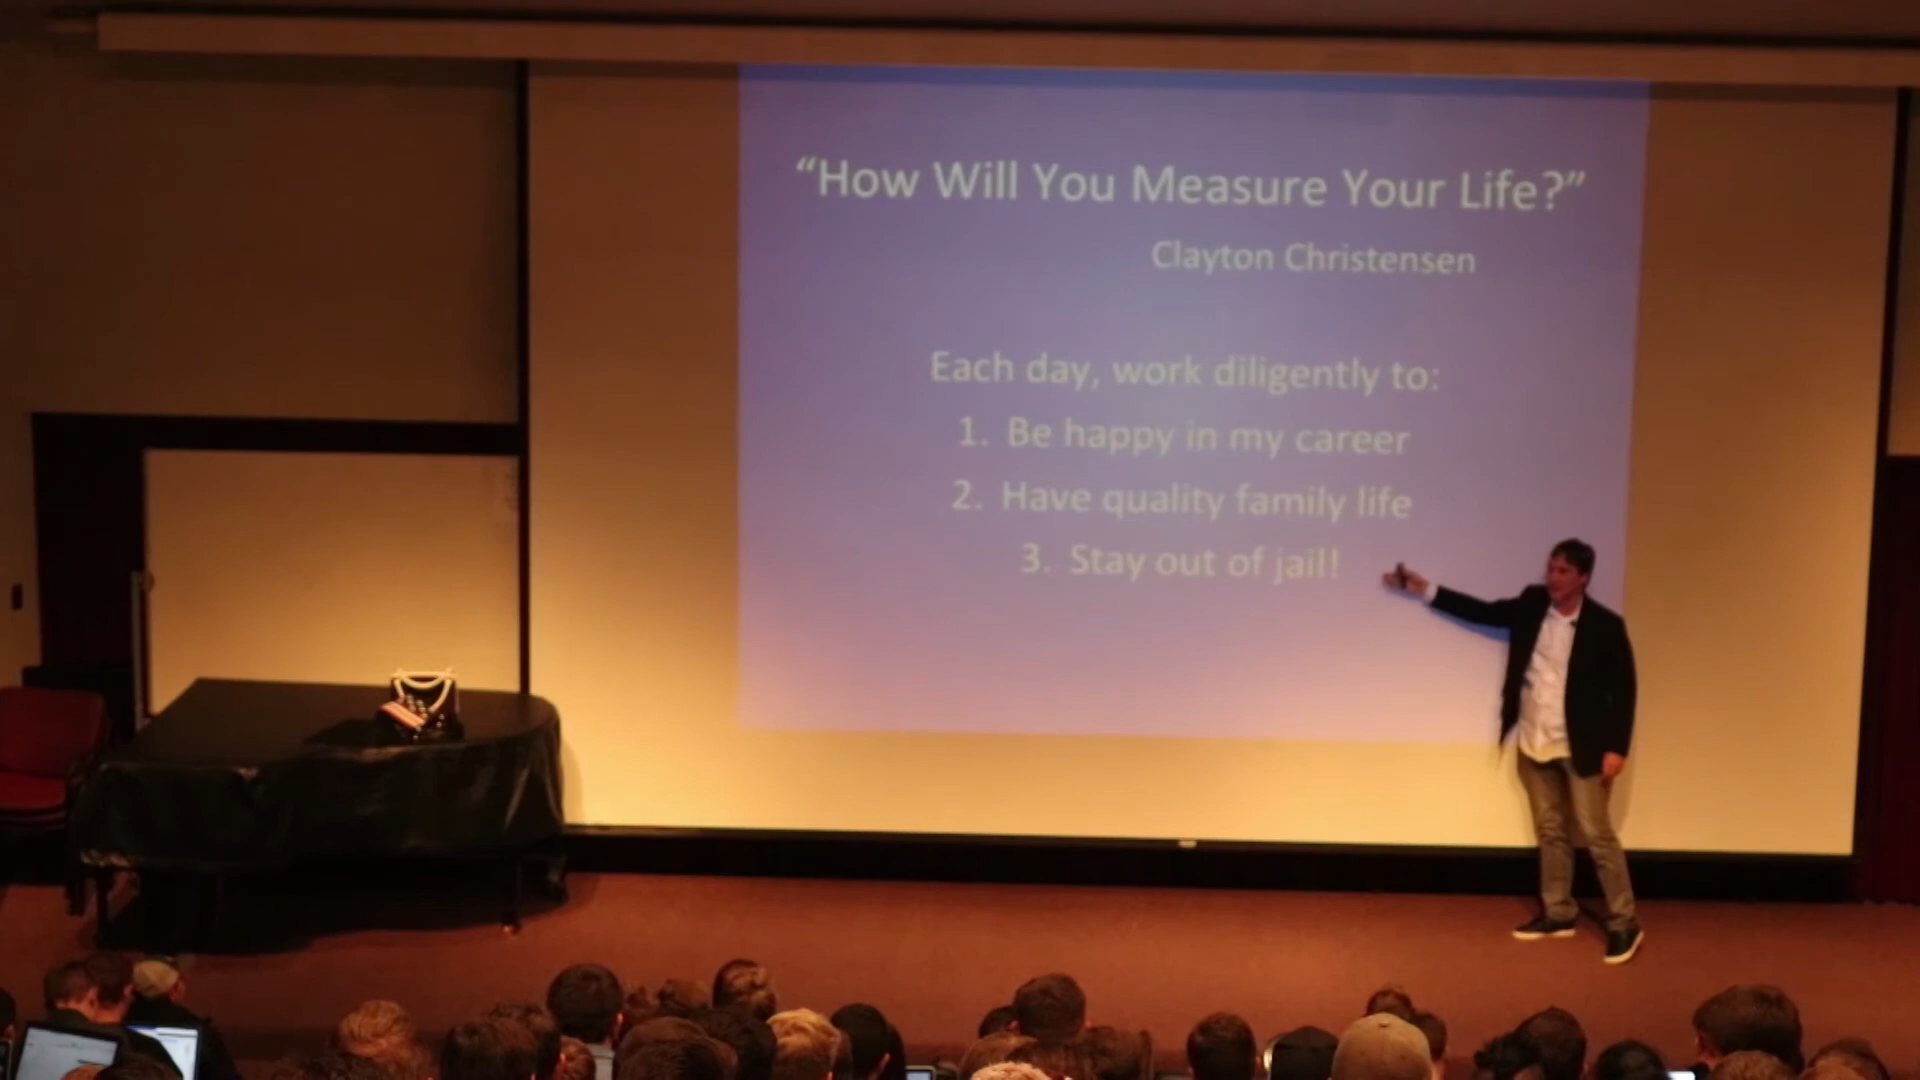 “How Will You Measure Your Life?”
Clayton Christensen
Each day, work diligently to:
1. Be happy in my career
2. Have quality family life
3. Stay out of jail!